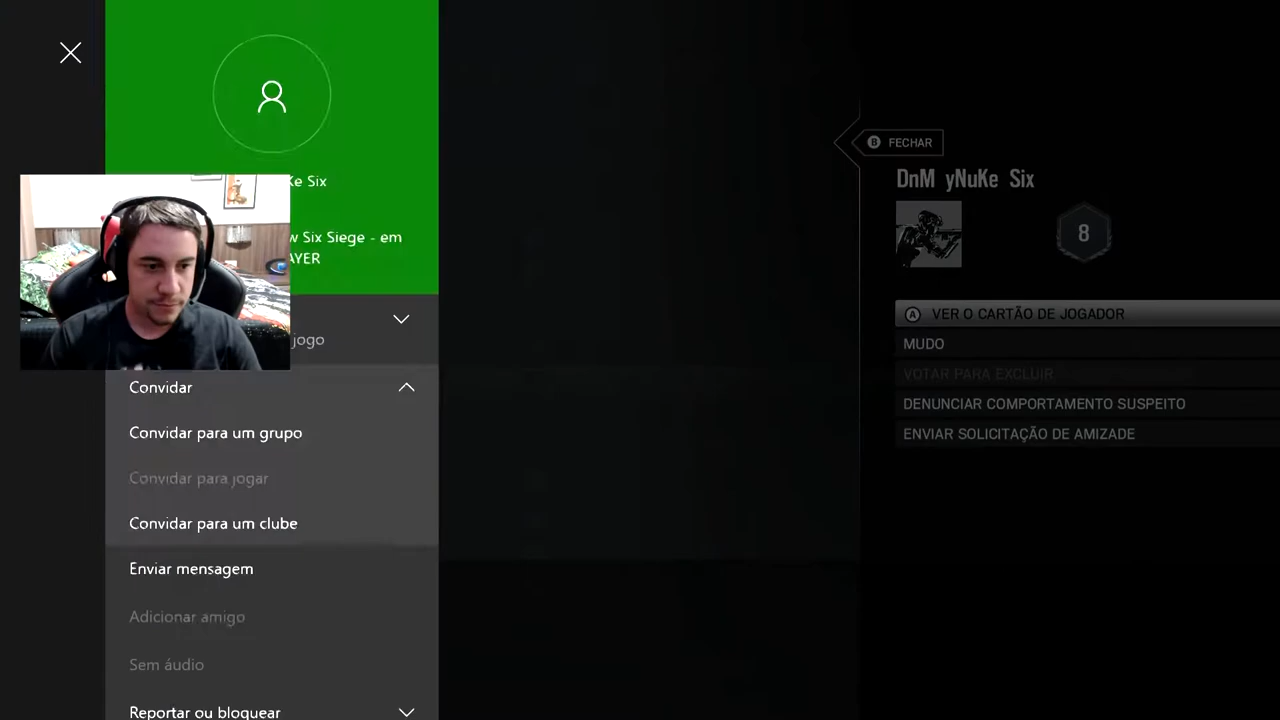 Ke Six
w Six Siege - em
AYER
jogo
Convidar
Convidar para um grupo
Convidar para jogar
Convidar para um clube
Enviar mensagem
Adicionar amigo
Sem áudio
Reportar ou bloquear
B FECHAR
DnM yNuKe Six
8
A VER O CARTÃO DE JOGADOR
MUDO
VOTAR PARA EXCLUIR
DENUNCIAR COMPORTAMENTO SUSPEITO
ENVIAR SOLICITAÇÃO DE AMIZADE